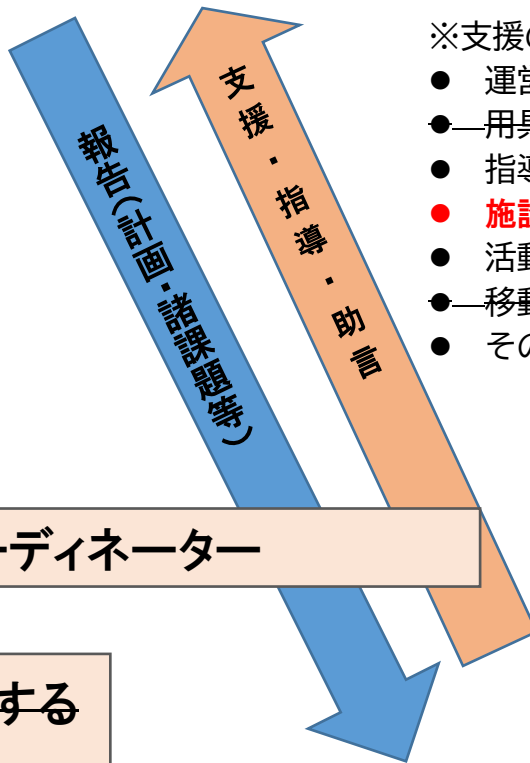 ※支援の
● 運営
● 用具
● 指導
● 施設
● 活動
● 移動
● その
報告(計画・諸課題等)
支援・指導・助言
ーディネーター
する